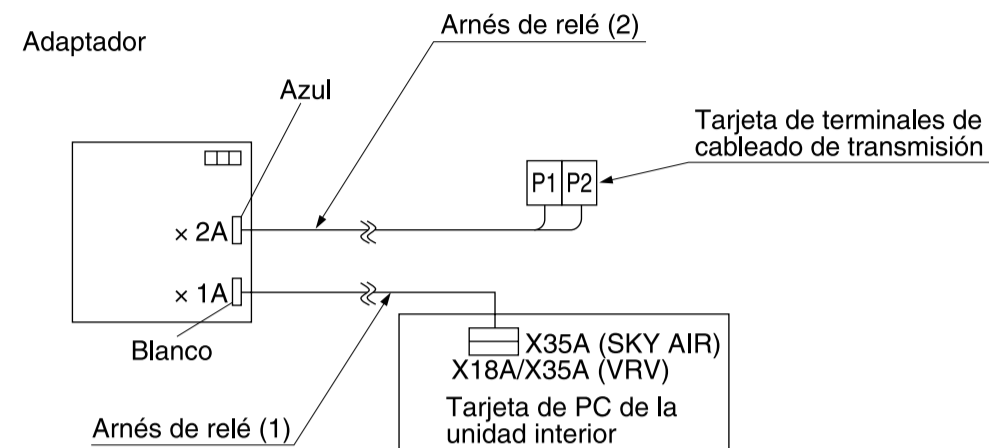 Arnés de relé (2)
Adaptador
Azul
Tarjeta de terminales de
cableado de transmisión
P1 P2
× 2A
× 1A
Blanco
X35A (SKY AIR)
X18A/X35A (VRV)
Tarjeta de PC de la
unidad interior
Arnés de relé (1)